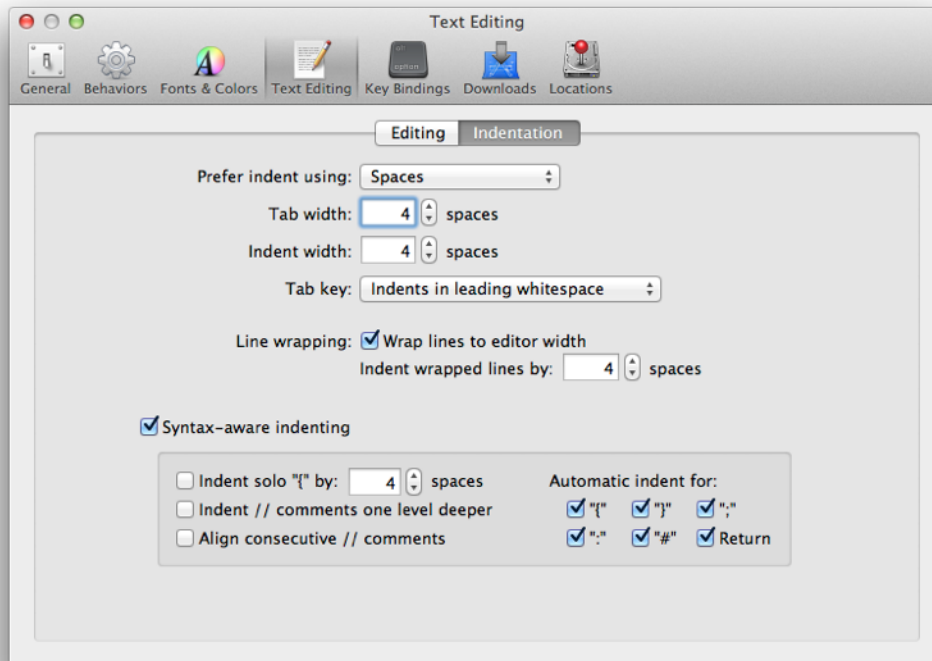 Text Editing
General Behaviors Fonts & Colors Text Editing Key Bindings Downloads Locations
option
Editing Indentation
Prefer indent using: Spaces
Tab width: 4 spaces
Indent width: 4 spaces
Tab key: Indents in leading whitespace
Line wrapping: Wrap lines to editor width
Indent wrapped lines by: 4 spaces
Syntax-aware indenting
Indent solo "{" by: 4 spaces Automatic indent for:
Indent // comments one level deeper "{" "}" ";"
Align consecutive // comments ":" "#" Return